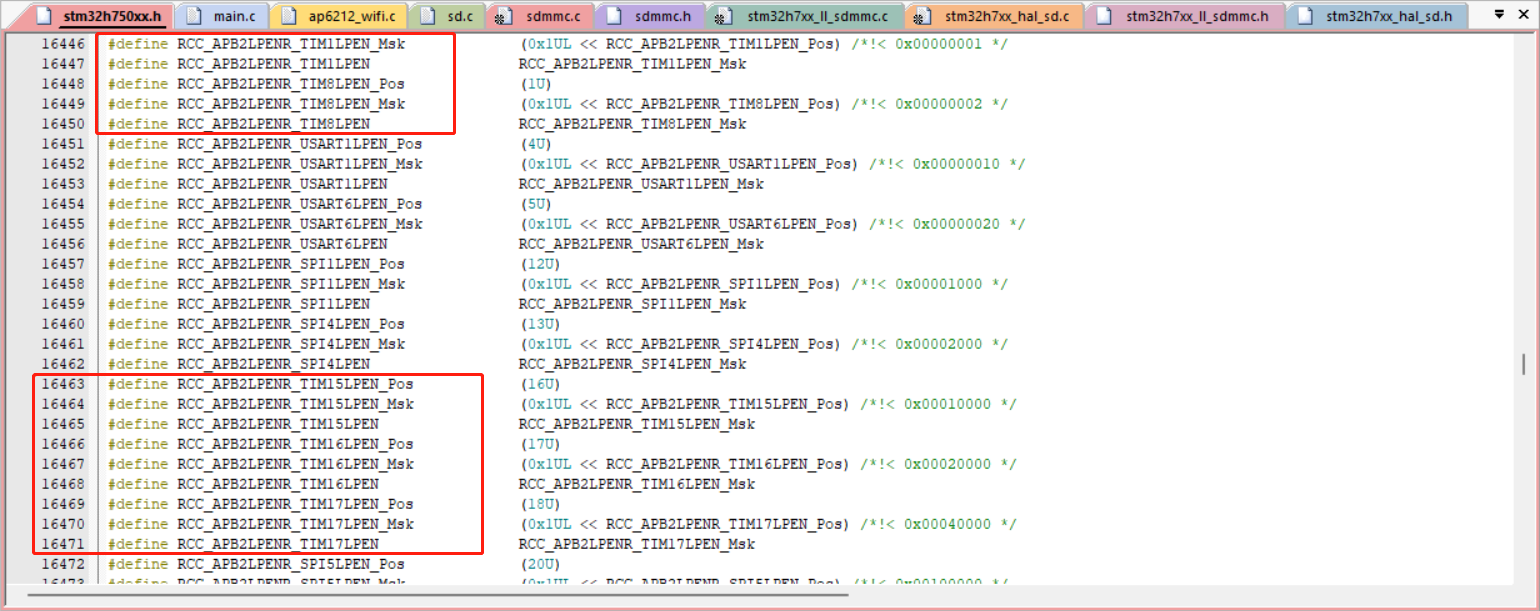 stm32h750xx.h main.c ap6212_wifi.c sd.c sdmmc.c sdmmc.h stm32h7xx_ll_sdmmc.c stm32h7xx_hal_sd.c stm32h7xx_ll_sdmmc.h stm32h7xx_hal_sd.h
16446 #define RCC_APB2LPENR_TIM1LPEN_Msk (0x1UL << RCC_APB2LPENR_TIM1LPEN_Pos) /*!< 0x00000001 */
16447 #define RCC_APB2LPENR_TIM1LPEN RCC_APB2LPENR_TIM1LPEN_Msk
16448 #define RCC_APB2LPENR_TIM8LPEN_Pos (1U)
16449 #define RCC_APB2LPENR_TIM8LPEN_Msk (0x1UL << RCC_APB2LPENR_TIM8LPEN_Pos) /*!< 0x00000002 */
16450 #define RCC_APB2LPENR_TIM8LPEN RCC_APB2LPENR_TIM8LPEN_Msk
16451 #define RCC_APB2LPENR_USART1LPEN_Pos (4U)
16452 #define RCC_APB2LPENR_USART1LPEN_Msk (0x1UL << RCC_APB2LPENR_USART1LPEN_Pos) /*!< 0x00000010 */
16453 #define RCC_APB2LPENR_USART1LPEN RCC_APB2LPENR_USART1LPEN_Msk
16454 #define RCC_APB2LPENR_USART6LPEN_Pos (5U)
16455 #define RCC_APB2LPENR_USART6LPEN_Msk (0x1UL << RCC_APB2LPENR_USART6LPEN_Pos) /*!< 0x00000020 */
16456 #define RCC_APB2LPENR_USART6LPEN RCC_APB2LPENR_USART6LPEN_Msk
16457 #define RCC_APB2LPENR_SPI1LPEN_Pos (12U)
16458 #define RCC_APB2LPENR_SPI1LPEN_Msk (0x1UL << RCC_APB2LPENR_SPI1LPEN_Pos) /*!< 0x00001000 */
16459 #define RCC_APB2LPENR_SPI1LPEN RCC_APB2LPENR_SPI1LPEN_Msk
16460 #define RCC_APB2LPENR_SPI4LPEN_Pos (13U)
16461 #define RCC_APB2LPENR_SPI4LPEN_Msk (0x1UL << RCC_APB2LPENR_SPI4LPEN_Pos) /*!< 0x00002000 */
16462 #define RCC_APB2LPENR_SPI4LPEN RCC_APB2LPENR_SPI4LPEN_Msk
16463 #define RCC_APB2LPENR_TIM15LPEN_Pos (16U)
16464 #define RCC_APB2LPENR_TIM15LPEN_Msk (0x1UL << RCC_APB2LPENR_TIM15LPEN_Pos) /*!< 0x00010000 */
16465 #define RCC_APB2LPENR_TIM15LPEN RCC_APB2LPENR_TIM15LPEN_Msk
16466 #define RCC_APB2LPENR_TIM16LPEN_Pos (17U)
16467 #define RCC_APB2LPENR_TIM16LPEN_Msk (0x1UL << RCC_APB2LPENR_TIM16LPEN_Pos) /*!< 0x00020000 */
16468 #define RCC_APB2LPENR_TIM16LPEN RCC_APB2LPENR_TIM16LPEN_Msk
16469 #define RCC_APB2LPENR_TIM17LPEN_Pos (18U)
16470 #define RCC_APB2LPENR_TIM17LPEN_Msk (0x1UL << RCC_APB2LPENR_TIM17LPEN_Pos) /*!< 0x00040000 */
16471 #define RCC_APB2LPENR_TIM17LPEN RCC_APB2LPENR_TIM17LPEN_Msk
16472 #define RCC_APB2LPENR_SPI5LPEN_Pos (20U)
16473 #define RCC_APB2LPENR_SPI5LPEN_Msk (0x1UL << RCC_APB2LPENR_SPI5LPEN_Pos) /*!< 0x00100000 */